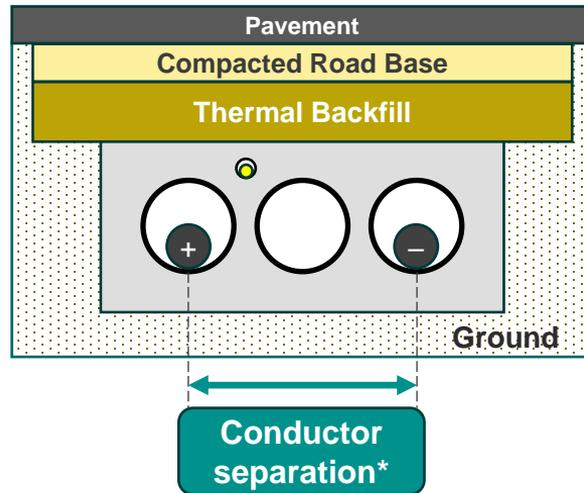 Pavement
Compacted Road Base
Thermal Backfill
+
–
Ground
Conductor
separation*